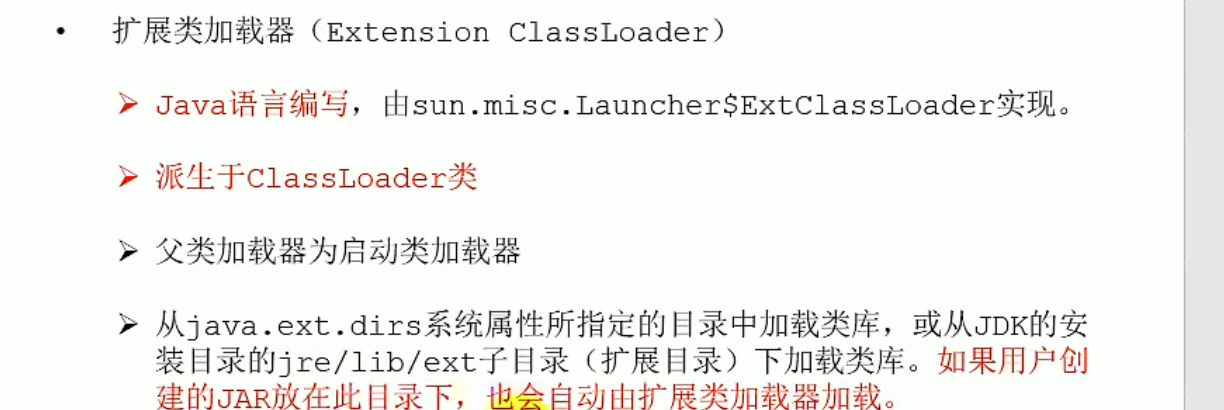 • 扩展类加载器（Extension ClassLoader）
➢ Java语言编写，由sun.misc.Launcher$ExtClassLoader实现。
➢ 派生于ClassLoader类
➢ 父类加载器为启动类加载器
➢ 从java.ext.dirs系统属性所指定的目录中加载类库，或从JDK的安
装目录的jre/lib/ext子目录（扩展目录）下加载类库。如果用户创
建的JAR放在此目录下，也会自动由扩展类加载器加载。